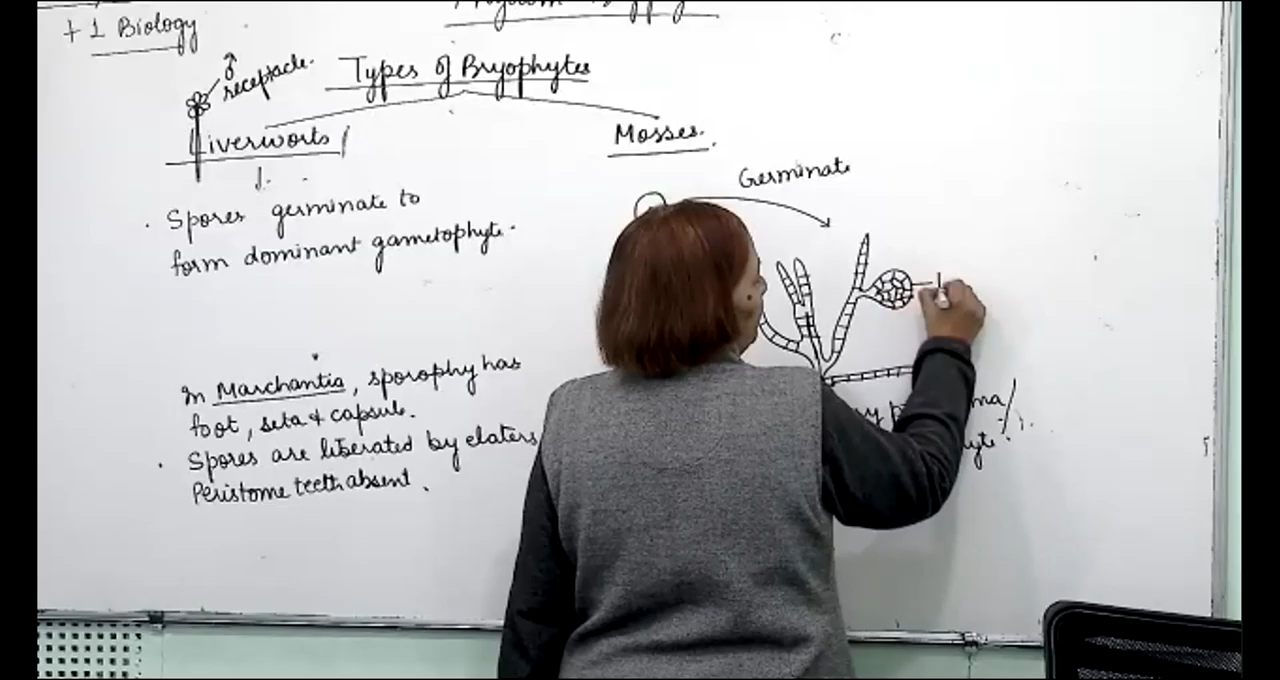 + 1 Biology
♂ receptacle.
Types of Bryophytes
Liverworts
Mosses.
Germinate
. Spores germinate to
form dominant gametophyte.
In Marchantia, sporophy has
foot, seta & capsule.
. Spores are liberated by elaters
Peristome teeth absent.